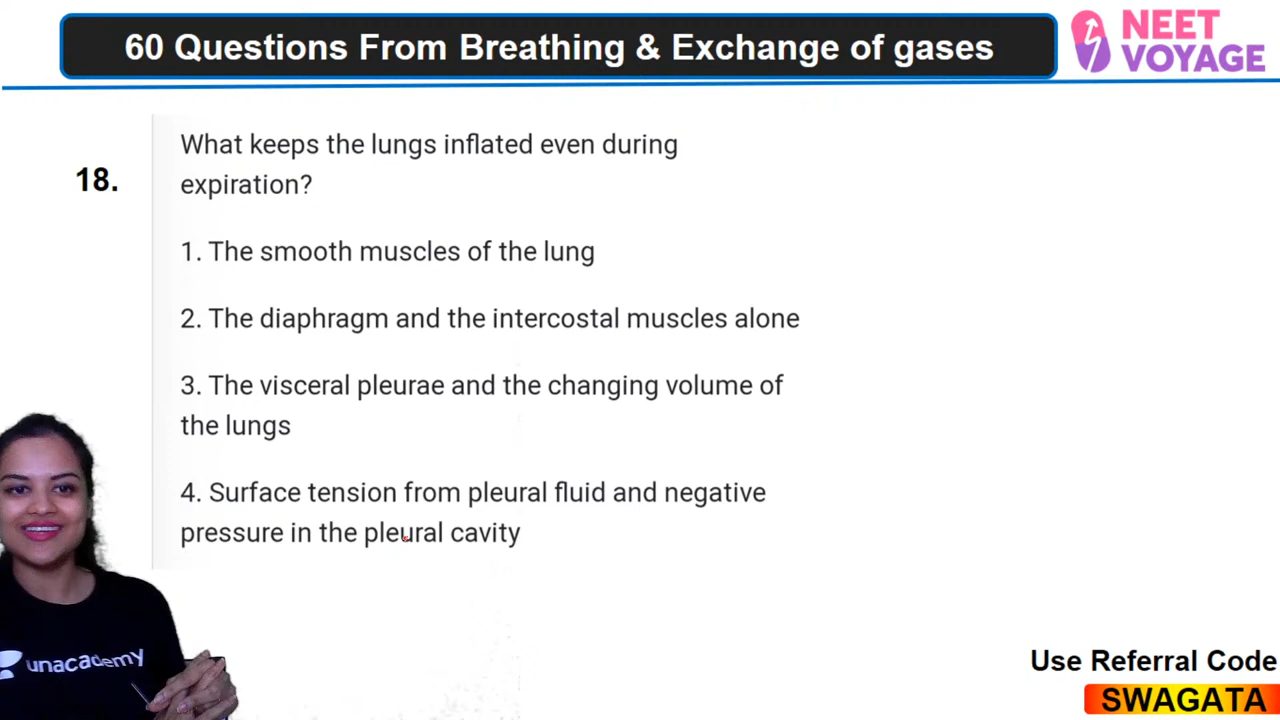 60 Questions From Breathing & Exchange of gases
NEET
VOYAGE
18.
What keeps the lungs inflated even during
expiration?
1. The smooth muscles of the lung
2. The diaphragm and the intercostal muscles alone
3. The visceral pleurae and the changing volume of
the lungs
4. Surface tension from pleural fluid and negative
pressure in the pleural cavity
unacademy
Use Referral Code
SWAGATA